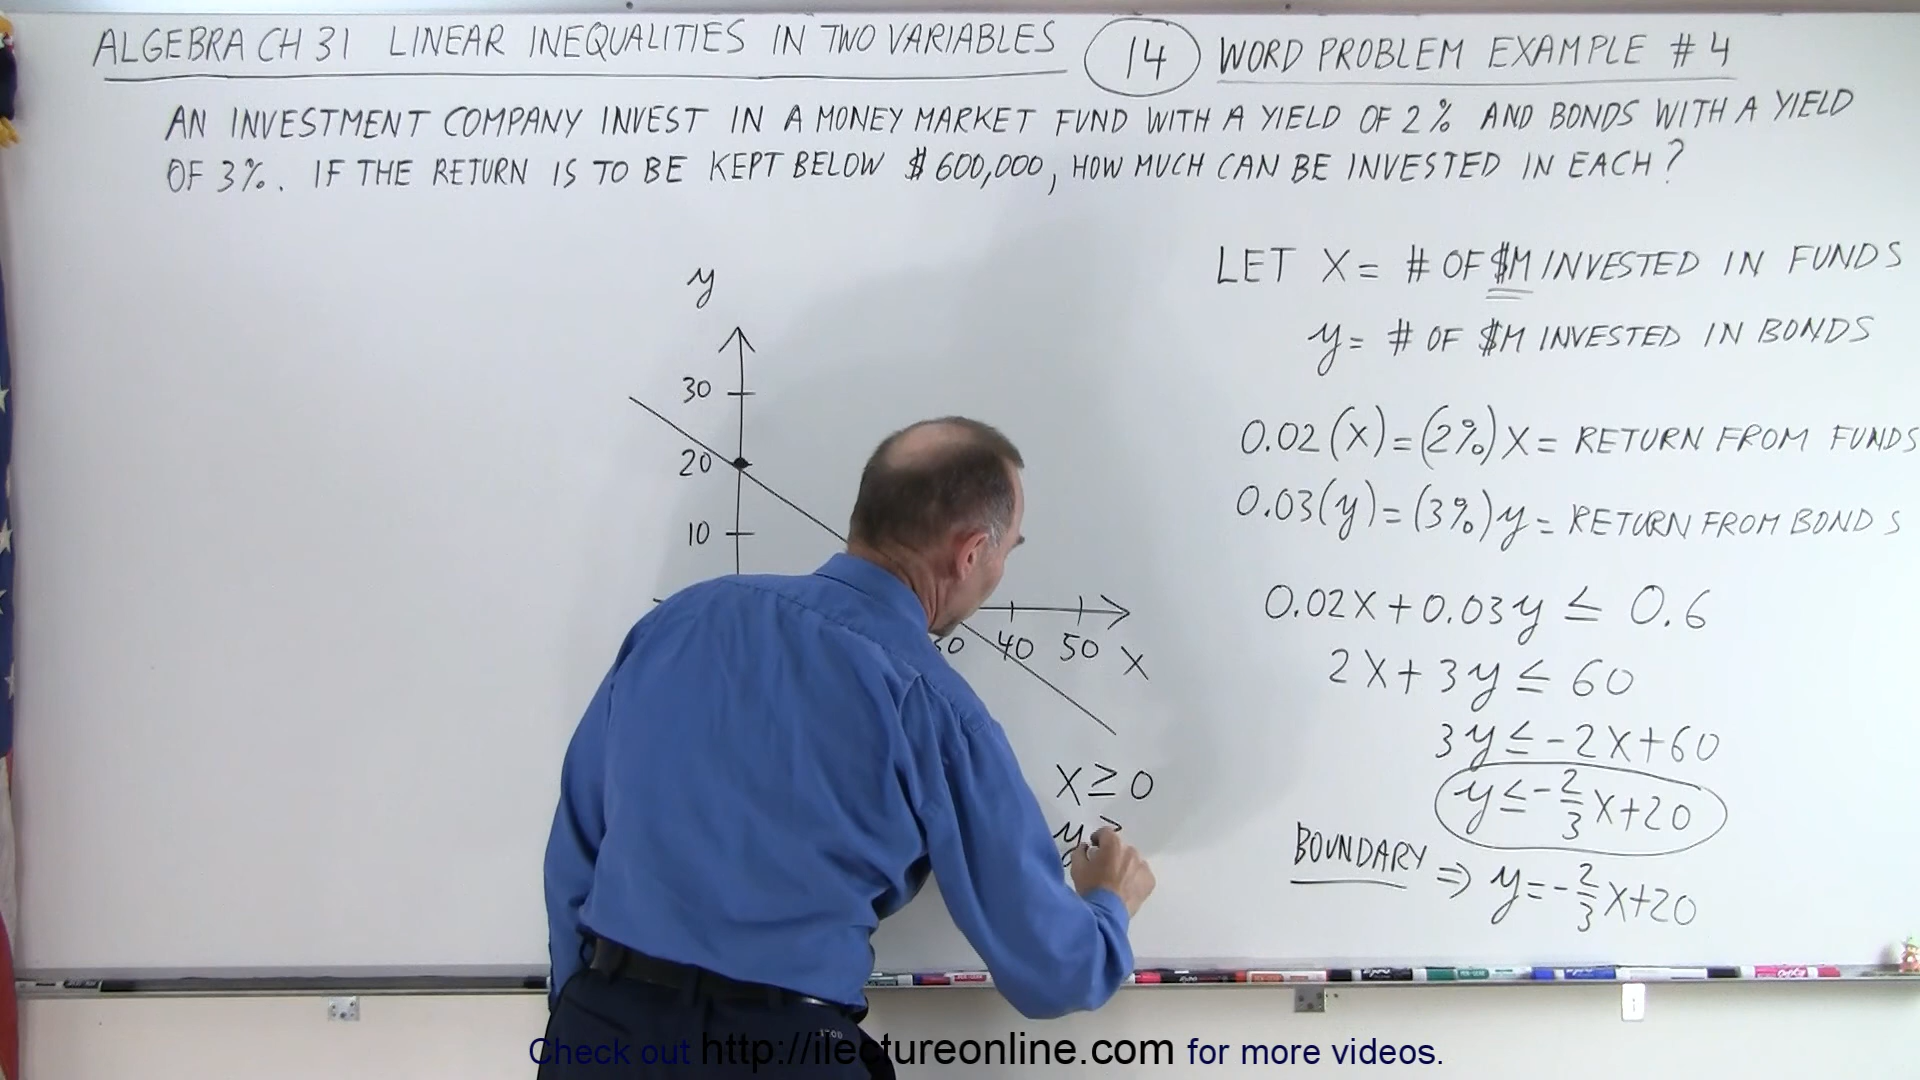 ALGEBRA CH 31 LINEAR INEQUALITIES IN TWO VARIABLES 14 WORD PROBLEM EXAMPLE # 4
AN INVESTMENT COMPANY INVEST IN A MONEY MARKET FUND WITH A YIELD OF 2% AND BONDS WITH A YIELD
OF 3%. IF THE RETURN IS TO BE KEPT BELOW $600,000, HOW MUCH CAN BE INVESTED IN EACH?
LET X = # OF $M INVESTED IN FUNDS
y = # OF $M INVESTED IN BONDS
0.02(X) = (2%)X = RETURN FROM FUNDS
0.03(y) = (3%)y = RETURN FROM BONDS
0.02X + 0.03y ≤ 0.6
2X + 3y ≤ 60
3y ≤ -2X + 60
y ≤ -2/3 X + 20
BOUNDARY ⇒ y = -2/3 X + 20
y
30
20
10
40 50 X
X ≥ 0
y ≥
Check out http://ilectureonline.com for more videos.